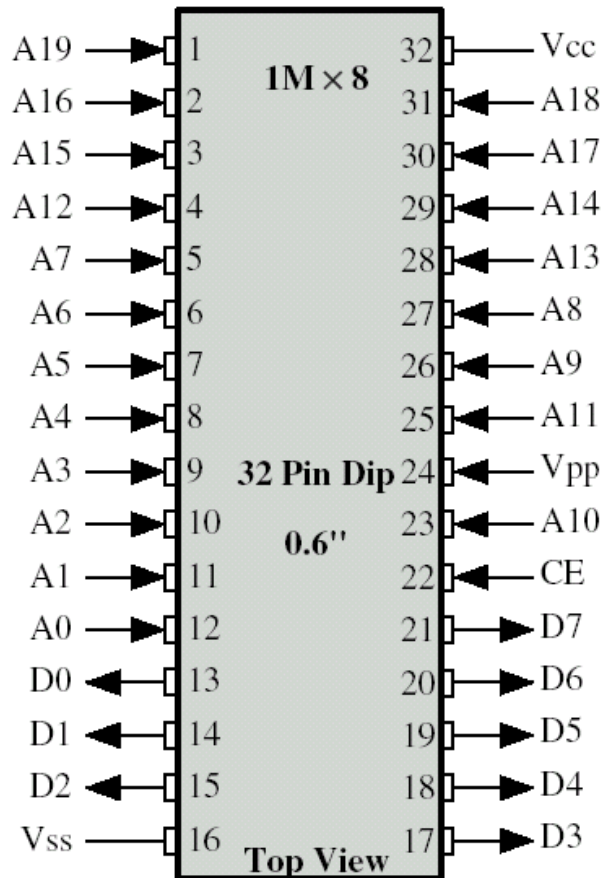 A19 1 32 Vcc
1M × 8
A16 2 31 A18
A15 3 30 A17
A12 4 29 A14
A7 5 28 A13
A6 6 27 A8
A5 7 26 A9
A4 8 25 A11
A3 9 32 Pin Dip 24 Vpp
A2 10 23 A10
0.6"
A1 11 22 CE
A0 12 21 D7
D0 13 20 D6
D1 14 19 D5
D2 15 18 D4
Vss 16 17 D3
Top View